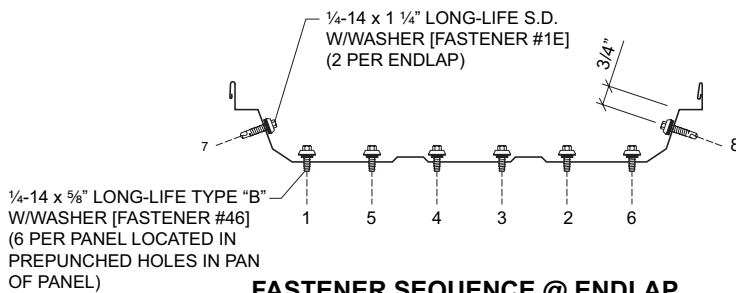 ¼-14 x 1 ¼” LONG-LIFE S.D.
W/WASHER [FASTENER #1E]
(2 PER ENDLAP)
3/4”
7
8
¼-14 x ⅝” LONG-LIFE TYPE “B”
W/WASHER [FASTENER #46]
(6 PER PANEL LOCATED IN
PREPUNCHED HOLES IN PAN
OF PANEL)
1 5 4 3 2 6
FASTENER SEQUENCE @ ENDLAP